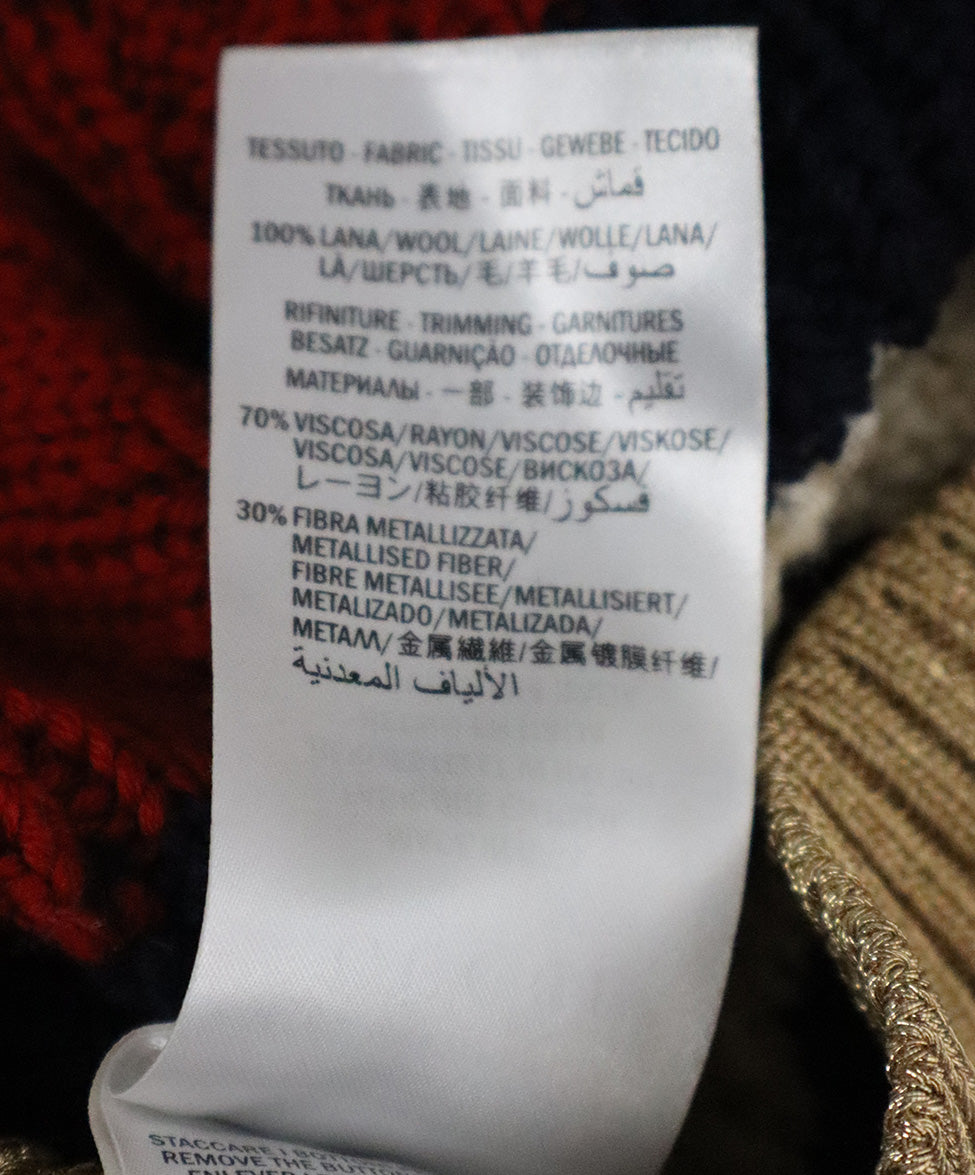 TESSUTO - FABRIC - TISSU - GEWEBE - TECIDO
ТКАНЬ - 表地 - 面料 - قماش
100% LANA/WOOL/LAINE/WOLLE/LANA/
LÀ/ШЕРСТЬ/毛/羊毛/صوف
RIFINITURE - TRIMMING - GARNITURES
BESATZ - GUARNIÇÃO - ОТДЕЛОЧНЫЕ
МАТЕРИАЛЫ - 一部 - 装饰边 - تقليم
70% VISCOSA/RAYON/VISCOSE/VISKOSE/
VISCOSA/VISCOSE/ВИСКОЗА/
レーヨン/粘胶纤维/فسكوز
30% FIBRA METALLIZZATA/
METALLISED FIBER/
FIBRE METALLISEE/METALLISIERT/
METALIZADO/METALIZADA/
МЕТАЛЛ/金属繊維/金属镀膜纤维/
الألياف المعدنية
STACCARE I
REMOVE THE BUTTON
ENLEVER